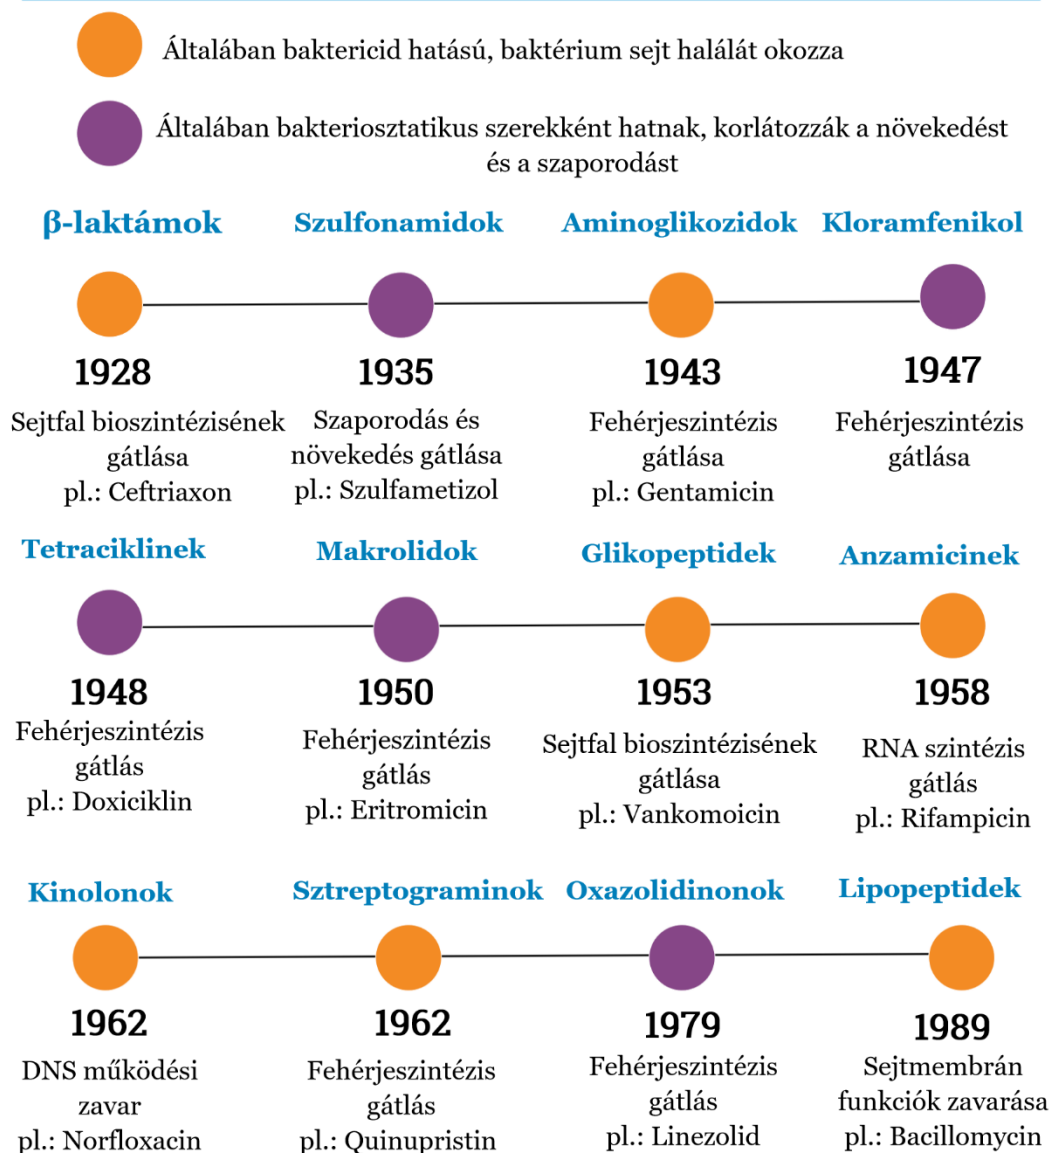 Általában baktericid hatású, baktérium sejt halálát okozza
Általában bakteriosztatikus szerekként hatnak, korlátozzák a növekedést
és a szaporodást
β-laktámok
1928
Sejtfal bioszintézisének
gátlása
pl.: Ceftriaxon
Szulfonamidok
1935
Szaporodás és
növekedés gátlása
pl.: Szulfametizol
Aminoglikozidok
1943
Fehérjeszintézis
gátlása
pl.: Gentamicin
Kloramfenikol
1947
Fehérjeszintézis
gátlása
Tetraciklinek
1948
Fehérjeszintézis
gátlás
pl.: Doxiciklin
Makrolidok
1950
Fehérjeszintézis
gátlás
pl.: Eritromicin
Glikopeptidek
1953
Sejtfal bioszintézisének
gátlása
pl.: Vankomoicin
Anzamicinek
1958
RNA szintézis
gátlás
pl.: Rifampicin
Kinolonok
1962
DNS működési
zavar
pl.: Norfloxacin
Sztreptograminok
1962
Fehérjeszintézis
gátlás
pl.: Quinupristin
Oxazolidinonok
1979
Fehérjeszintézis
gátlás
pl.: Linezolid
Lipopeptidek
1989
Sejtmembrán
funkciók zavarása
pl.: Bacillomycin